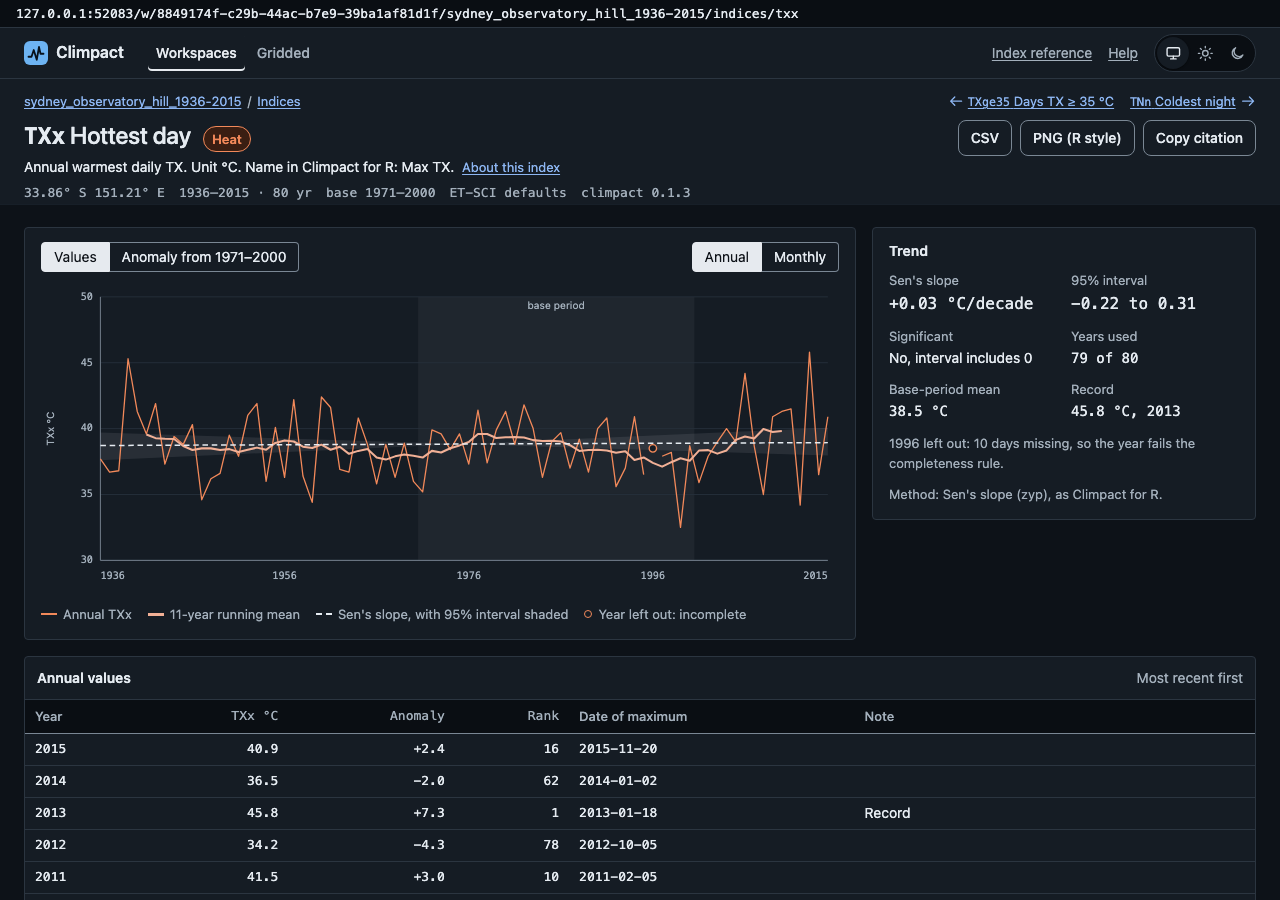 127.0.0.1:52083/w/8849174f-c29b-44ac-b7e9-39ba1af81d1f/sydney_observatory_hill_1936-2015/indices/txx
Climpact Workspaces Gridded Index reference Help
sydney_observatory_hill_1936-2015 / Indices ← TXge35 Days TX ≥ 35 °C TNn Coldest night →
TXx Hottest day Heat CSV PNG (R style) Copy citation
Annual warmest daily TX. Unit °C. Name in Climpact for R: Max TX. About this index
33.86° S 151.21° E 1936–2015 · 80 yr base 1971–2000 ET-SCI defaults climpact 0.1.3
Values Anomaly from 1971–2000 Annual Monthly
50
base period
45
40
TXx °C
35
30
1936 1956 1976 1996 2015
Annual TXx 11-year running mean Sen's slope, with 95% interval shaded Year left out: incomplete
Trend
Sen's slope 95% interval
+0.03 °C/decade −0.22 to 0.31
Significant Years used
No, interval includes 0 79 of 80
Base-period mean Record
38.5 °C 45.8 °C, 2013
1996 left out: 10 days missing, so the year fails the
completeness rule.
Method: Sen's slope (zyp), as Climpact for R.
Annual values Most recent first
Year TXx °C Anomaly Rank Date of maximum Note
2015 40.9 +2.4 16 2015-11-20
2014 36.5 −2.0 62 2014-01-02
2013 45.8 +7.3 1 2013-01-18 Record
2012 34.2 −4.3 78 2012-10-05
2011 41.5 +3.0 10 2011-02-05